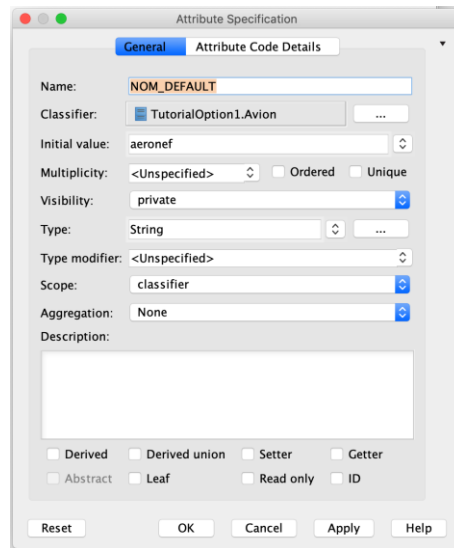 Attribute Specification
General Attribute Code Details
Name: NOM_DEFAULT
Classifier: TutorialOption1.Avion ...
Initial value: aeronef
Multiplicity: <Unspecified> Ordered Unique
Visibility: private
Type: String ...
Type modifier: <Unspecified>
Scope: classifier
Aggregation: None
Description:
Derived Derived union Setter Getter
Abstract Leaf Read only ID
Reset OK Cancel Apply Help